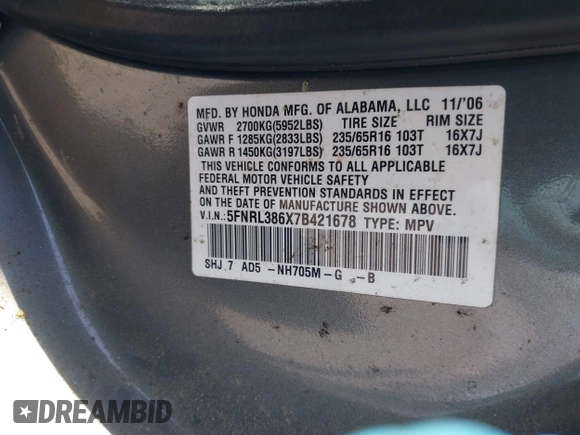 MFD. BY HONDA MFG. OF ALABAMA, LLC 11/'06
GVWR 2700KG(5952LBS) TIRE SIZE RIM SIZE
GAWR F 1285KG(2833LBS) 235/65R16 103T 16X7J
GAWR R 1450KG(3197LBS) 235/65R16 103T 16X7J
THIS VEHICLE CONFORMS TO ALL APPLICABLE
FEDERAL MOTOR VEHICLE SAFETY
AND THEFT PREVENTION STANDARDS IN EFFECT
ON THE DATE OF MANUFACTURE SHOWN ABOVE.
V.I.N.: 5FNRL386X7B421678 TYPE: MPV
SHJ 7 AD5 -NH705M-G -B
DREAMBID